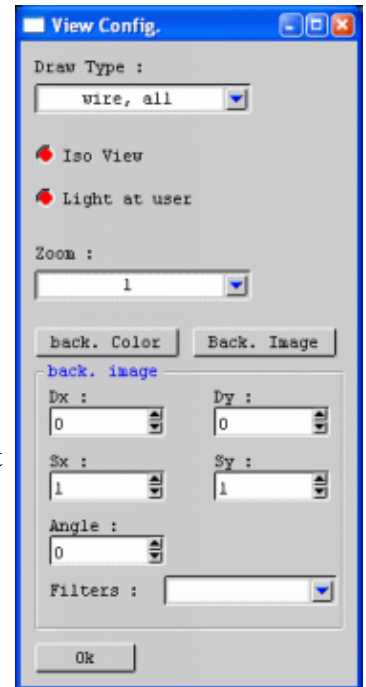 View Config.
Draw Type :
wire, all
Iso View
Light at user
Zoom :
1
back. Color Back. Image
back. image
Dx : Dy :
0 0
Sx : Sy :
1 1
Angle :
0
Filters :
Ok